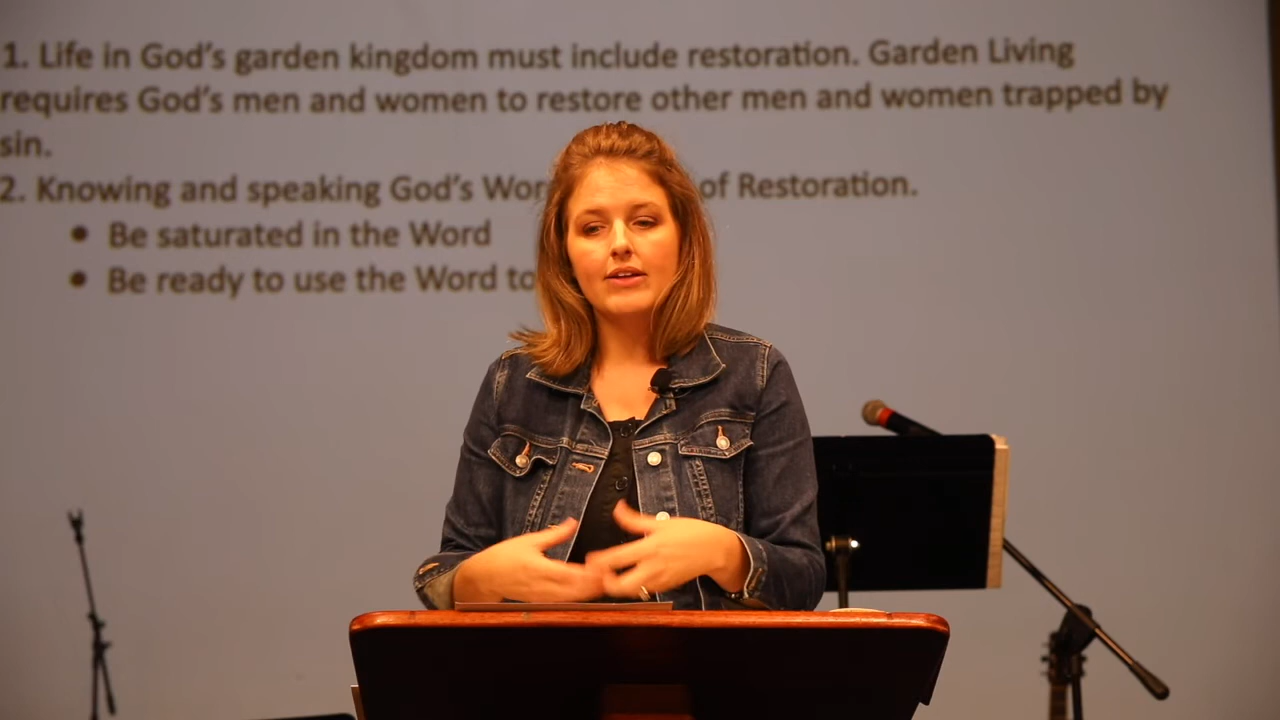 1. Life in God's garden kingdom must include restoration. Garden Living
requires God's men and women to restore other men and women trapped by
sin.
2. Knowing and speaking God's of Restoration.
• Be saturated in the Word
• Be ready to use the Word to